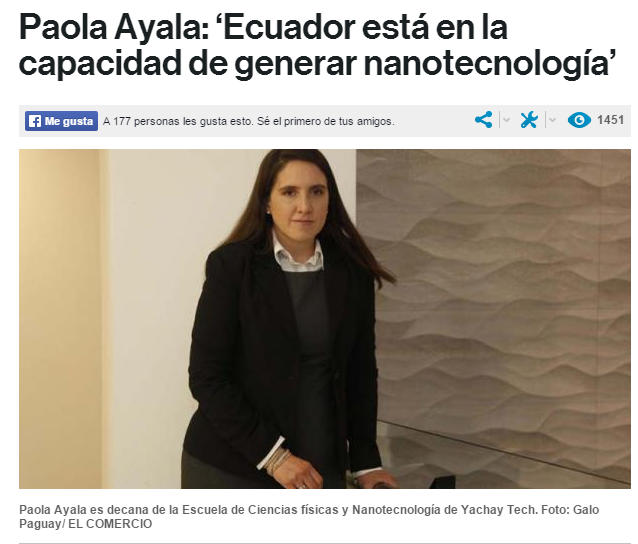 Paola Ayala: ‘Ecuador está en la
capacidad de generar nanotecnología’
Me gusta A 177 personas les gusta esto. Sé el primero de tus amigos. 1451
Paola Ayala es decana de la Escuela de Ciencias físicas y Nanotecnología de Yachay Tech. Foto: Galo
Paguay/ EL COMERCIO